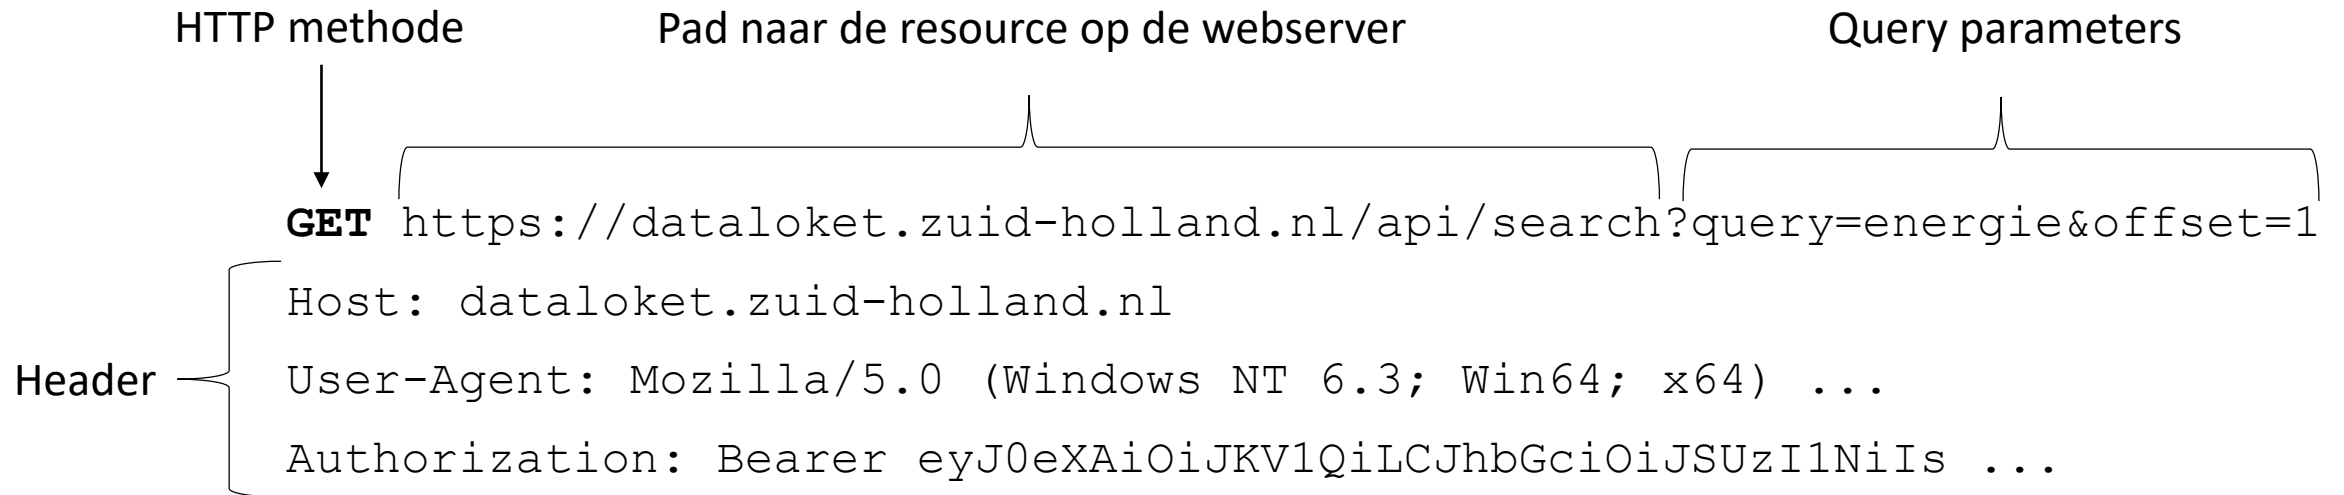 HTTP methode
Pad naar de resource op de webserver
Query parameters
GET https://dataloket.zuid-holland.nl/api/search?query=energie&offset=1
Host: dataloket.zuid-holland.nl
Header
User-Agent: Mozilla/5.0 (Windows NT 6.3; Win64; x64) ...
Authorization: Bearer eyJ0eXAiOiJKV1QiLCJhbGciOiJSUzI1NiIs ...